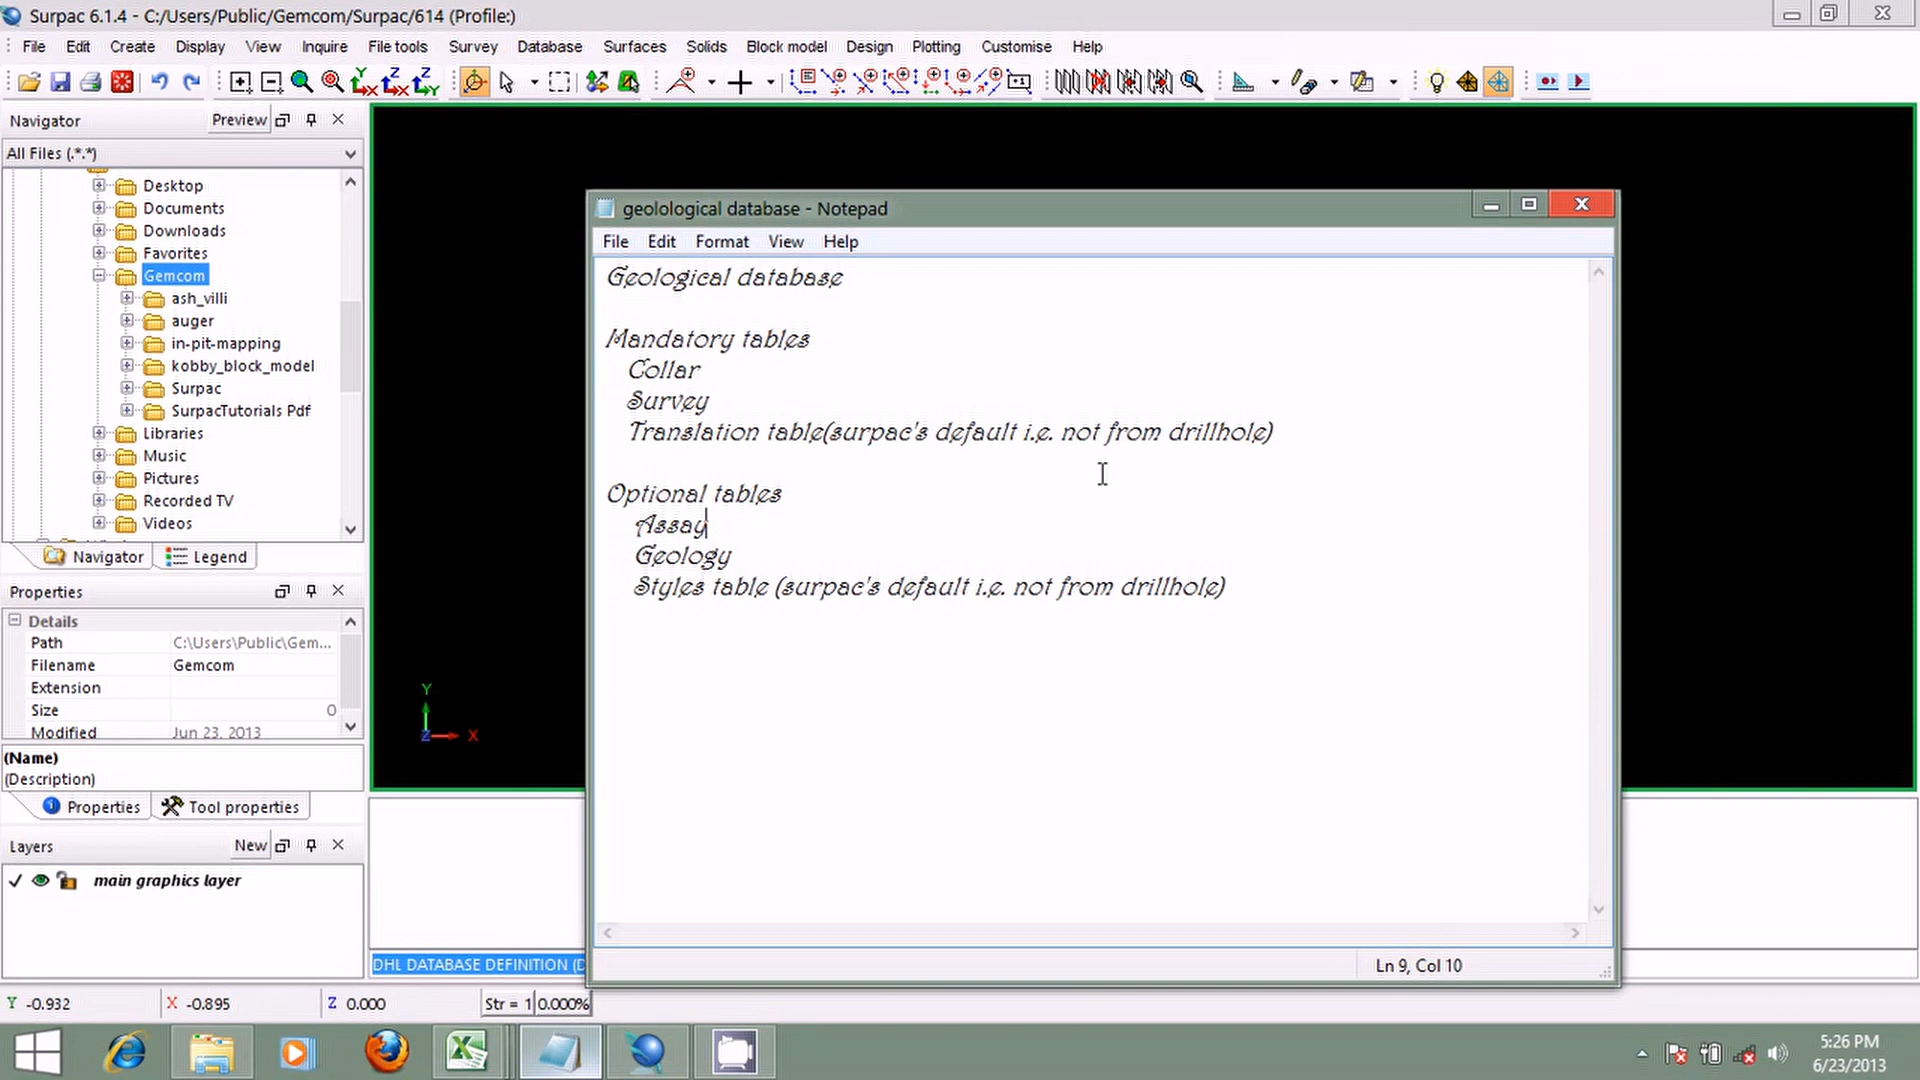 Surpac 6.1.4 - C:/Users/Public/Gemcom/Surpac/614 (Profile:)
File Edit Create Display View Inquire File tools Survey Database Surfaces Solids Block model Design Plotting Customise Help
Navigator Preview
All Files (.*.*)
Desktop
Documents
Downloads
Favorites
Gemcom
ash_villi
auger
in-pit-mapping
kobby_block_model
Surpac
SurpacTutorials Pdf
Libraries
Music
Pictures
Recorded TV
Videos
Navigator Legend
Properties
Details
Path C:\Users\Public\Gem...
Filename Gemcom
Extension
Size 0
Modified Jun 23, 2013
(Name)
(Description)
Properties Tool properties
Layers New
main graphics layer
Y
Z X
geolological database - Notepad
File Edit Format View Help
Geological database
Mandatory tables
Collar
Survey
Translation table(surpac's default i.e. not from drillhole)
Optional tables
Assay
Geology
Styles table (surpac's default i.e. not from drillhole)
Ln 9, Col 10
DHL DATABASE DEFINITION (D
Y -0.932 X -0.895 Z 0.000 Str = 1 0.000%
5:26 PM
6/23/2013